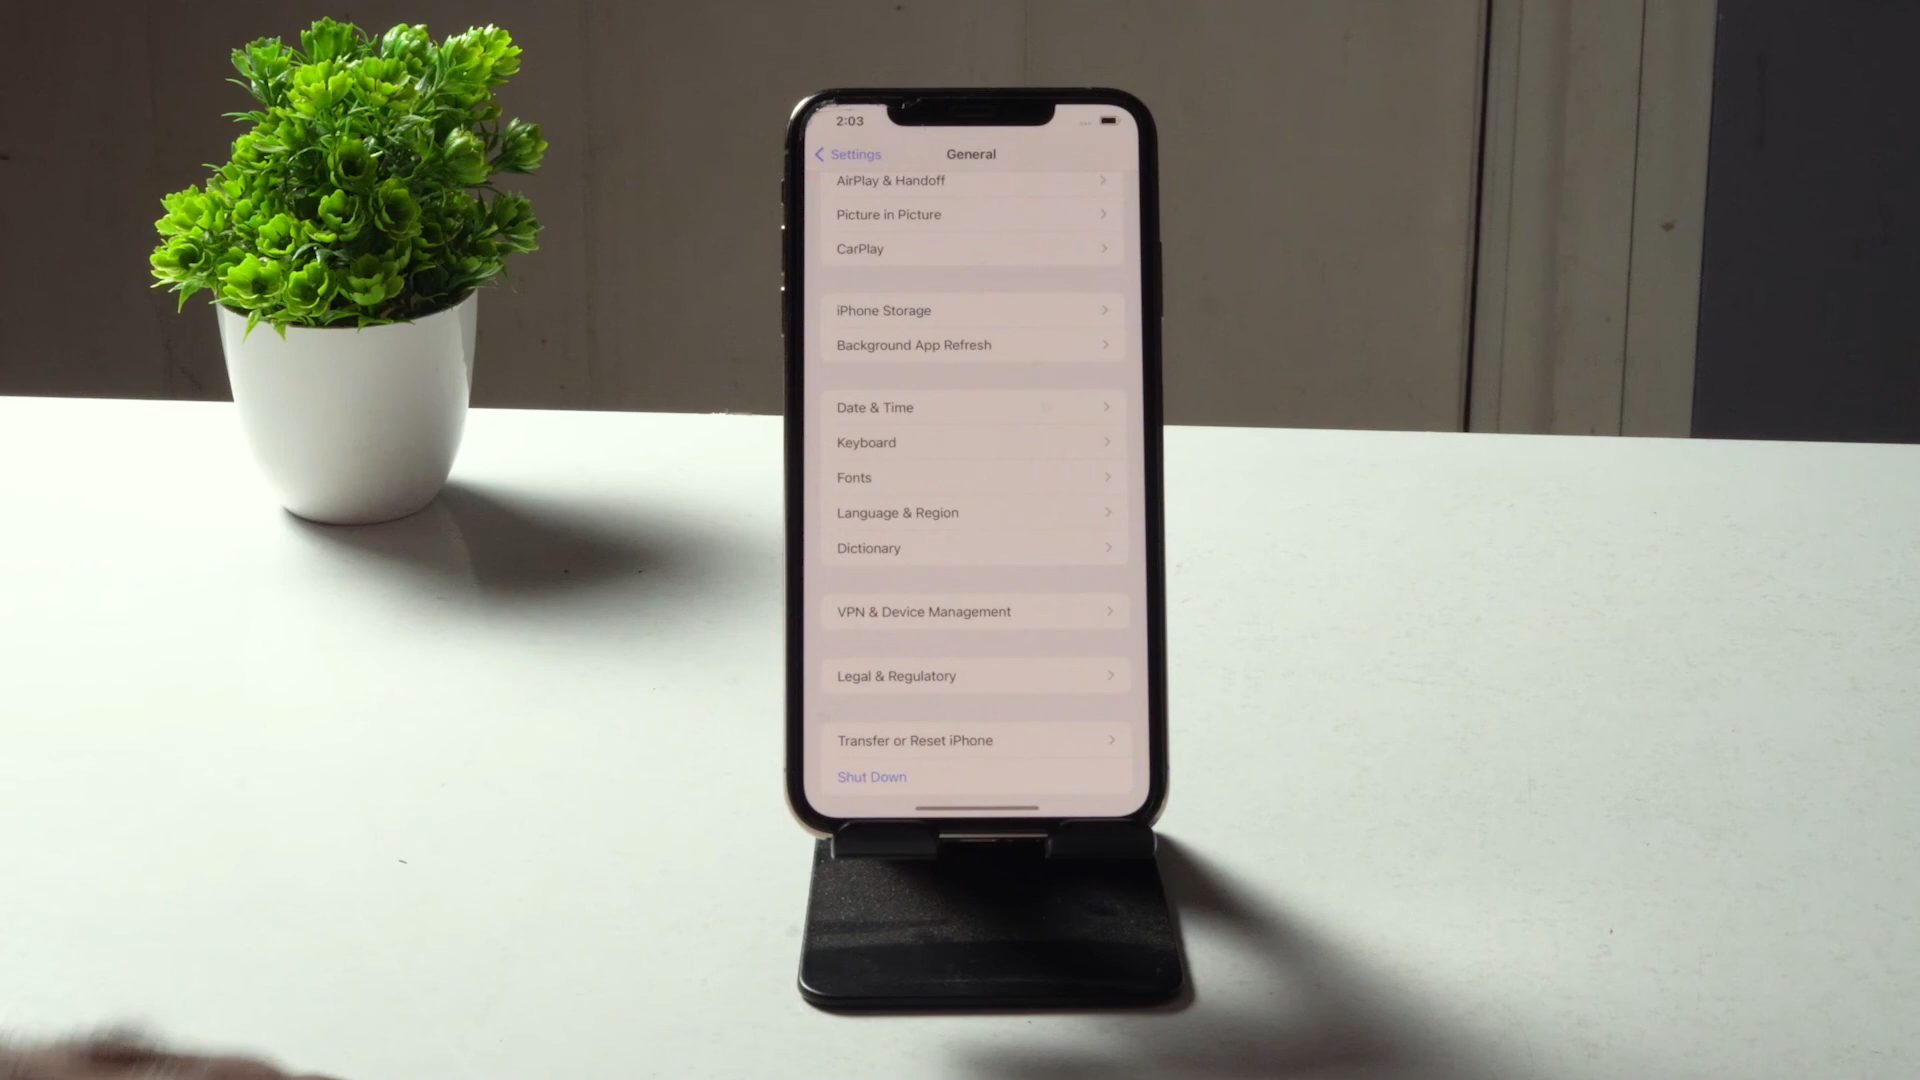 2:03
Settings
General
AirPlay & Handoff
Picture in Picture
CarPlay
iPhone Storage
Background App Refresh
Date & Time
Keyboard
Fonts
Language & Region
Dictionary
VPN & Device Management
Legal & Regulatory
Transfer or Reset iPhone
Shut Down